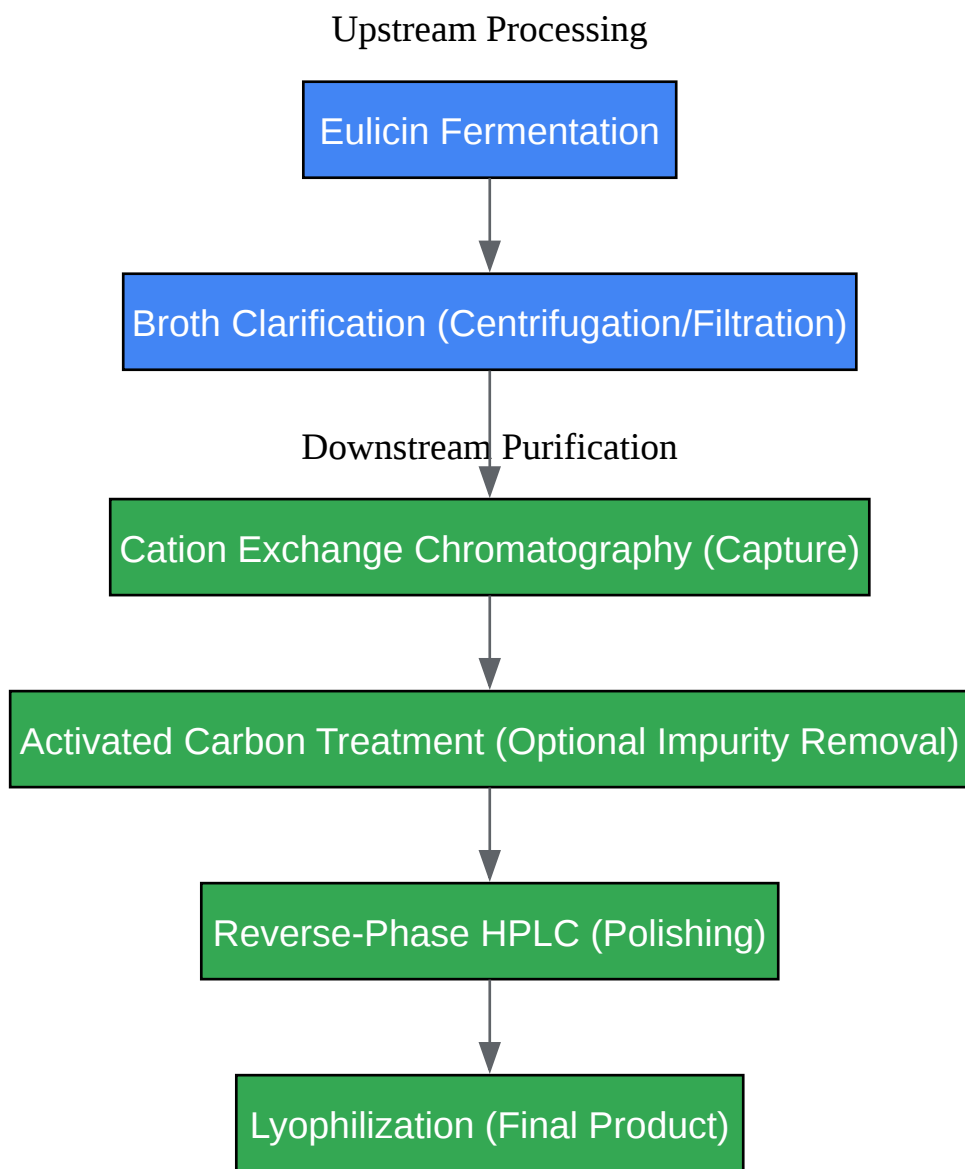 Upstream Processing
Eulicin Fermentation
Broth Clarification (Centrifugation/Filtration)
Downstream Purification
Cation Exchange Chromatography (Capture)
Activated Carbon Treatment (Optional Impurity Removal)
Reverse-Phase HPLC (Polishing)
Lyophilization (Final Product)